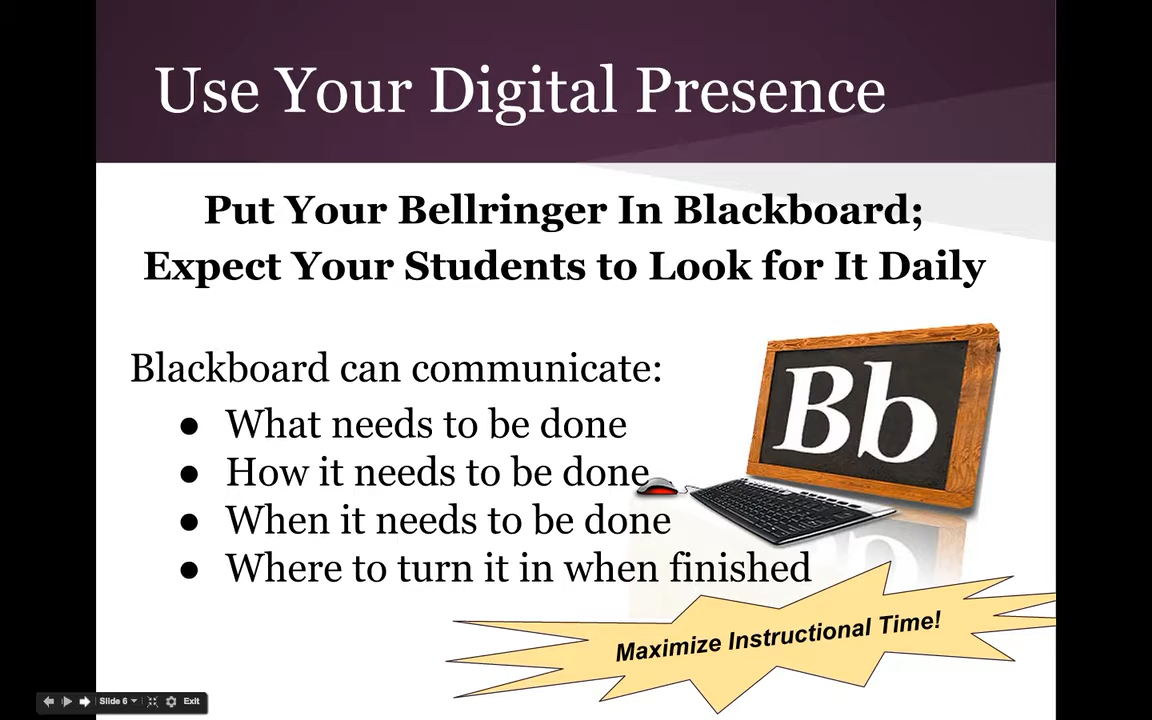 Use Your Digital Presence
Put Your Bellringer In Blackboard;
Expect Your Students to Look for It Daily
Blackboard can communicate:
● What needs to be done
● How it needs to be done
● When it needs to be done
● Where to turn it in when finished
Bb
Maximize Instructional Time!
Slide 6
Exit